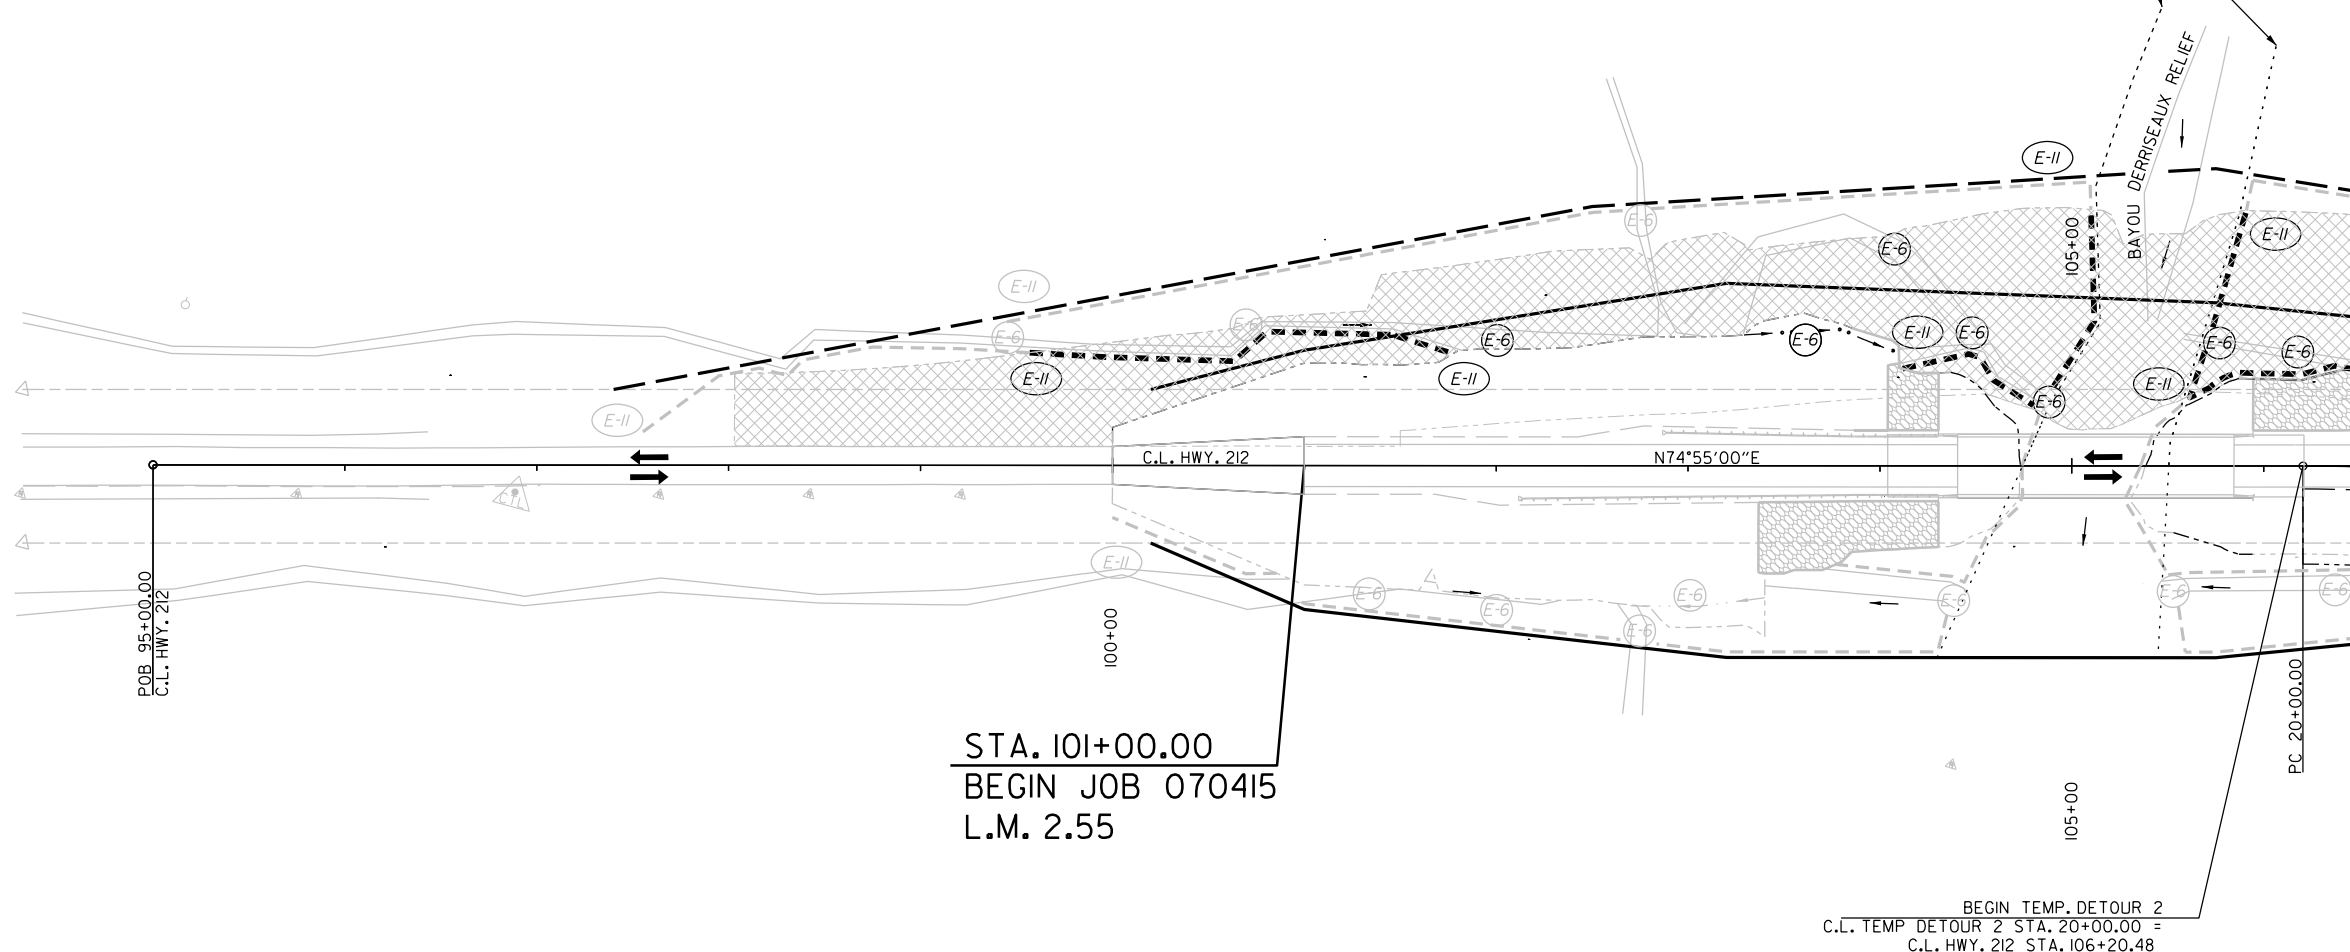 BAYOU DERRISEAUX RELIEF
E-11
E-6
105+00
E-11
E-6
E-11
E-6
E-6
E-11
E-6
E-6
E-6
E-11
E-6
E-6
E-11
E-11
E-11
E-6
E-11
C.L. HWY. 212
N74°55'00"E
CTL
E-11
E-6
E-6
E-6
E-6
E-6
E-6
E-6
POB 95+00.00
C.L. HWY. 212
100+00
PC 20+00.00
STA. 101+00.00
BEGIN JOB 070415
L.M. 2.55
105+00
BEGIN TEMP. DETOUR 2
C.L. TEMP DETOUR 2 STA. 20+00.00 =
C.L. HWY. 212 STA. 106+20.48